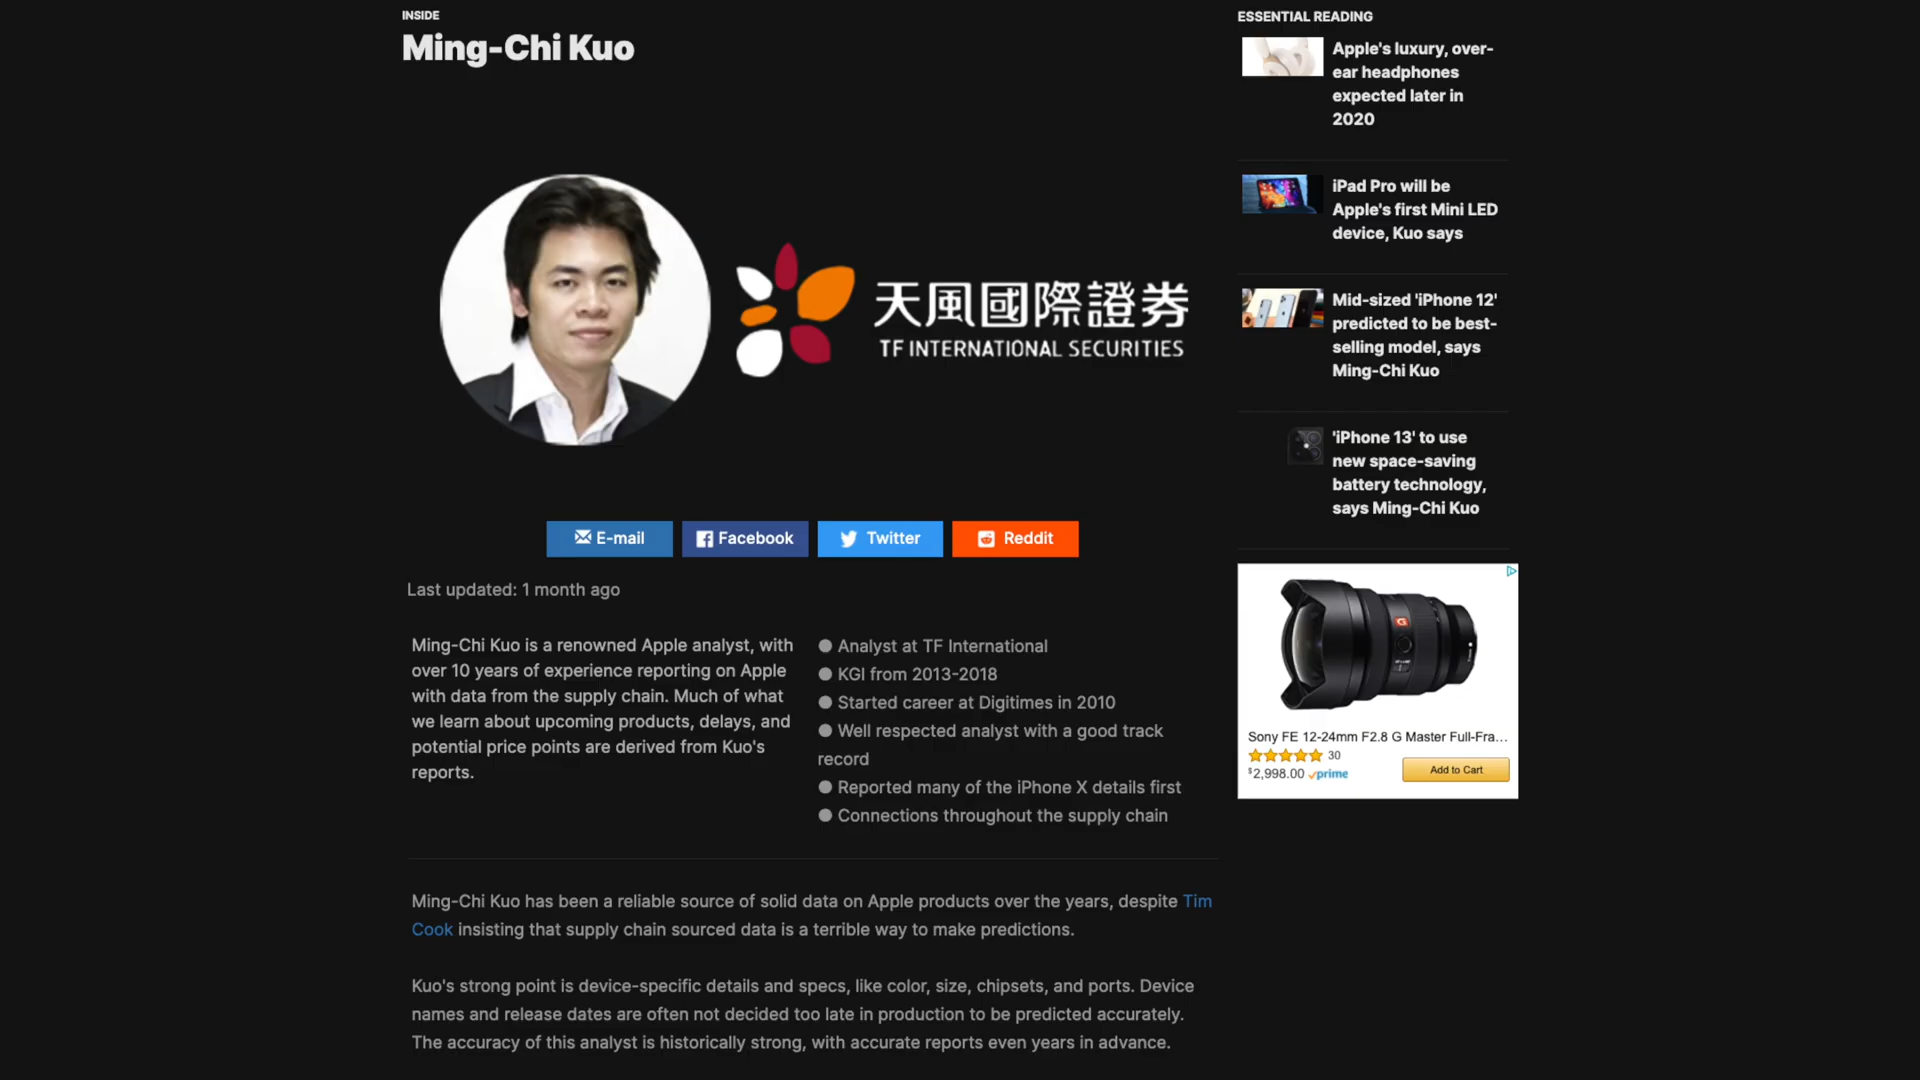 INSIDE
Ming-Chi Kuo
天風國際證券
TF INTERNATIONAL SECURITIES
E-mail
Facebook
Twitter
Reddit
Last updated: 1 month ago
Ming-Chi Kuo is a renowned Apple analyst, with
over 10 years of experience reporting on Apple
with data from the supply chain. Much of what
we learn about upcoming products, delays, and
potential price points are derived from Kuo's
reports.
● Analyst at TF International
● KGI from 2013-2018
● Started career at Digitimes in 2010
● Well respected analyst with a good track
record
● Reported many of the iPhone X details first
● Connections throughout the supply chain
Ming-Chi Kuo has been a reliable source of solid data on Apple products over the years, despite Tim
Cook insisting that supply chain sourced data is a terrible way to make predictions.
Kuo's strong point is device-specific details and specs, like color, size, chipsets, and ports. Device
names and release dates are often not decided too late in production to be predicted accurately.
The accuracy of this analyst is historically strong, with accurate reports even years in advance.
ESSENTIAL READING
Apple's luxury, over-
ear headphones
expected later in
2020
iPad Pro will be
Apple's first Mini LED
device, Kuo says
Mid-sized 'iPhone 12'
predicted to be best-
selling model, says
Ming-Chi Kuo
'iPhone 13' to use
new space-saving
battery technology,
says Ming-Chi Kuo
G
Sony FE 12-24mm F2.8 G Master Full-Fra...
30
$2,998.00 prime
Add to Cart